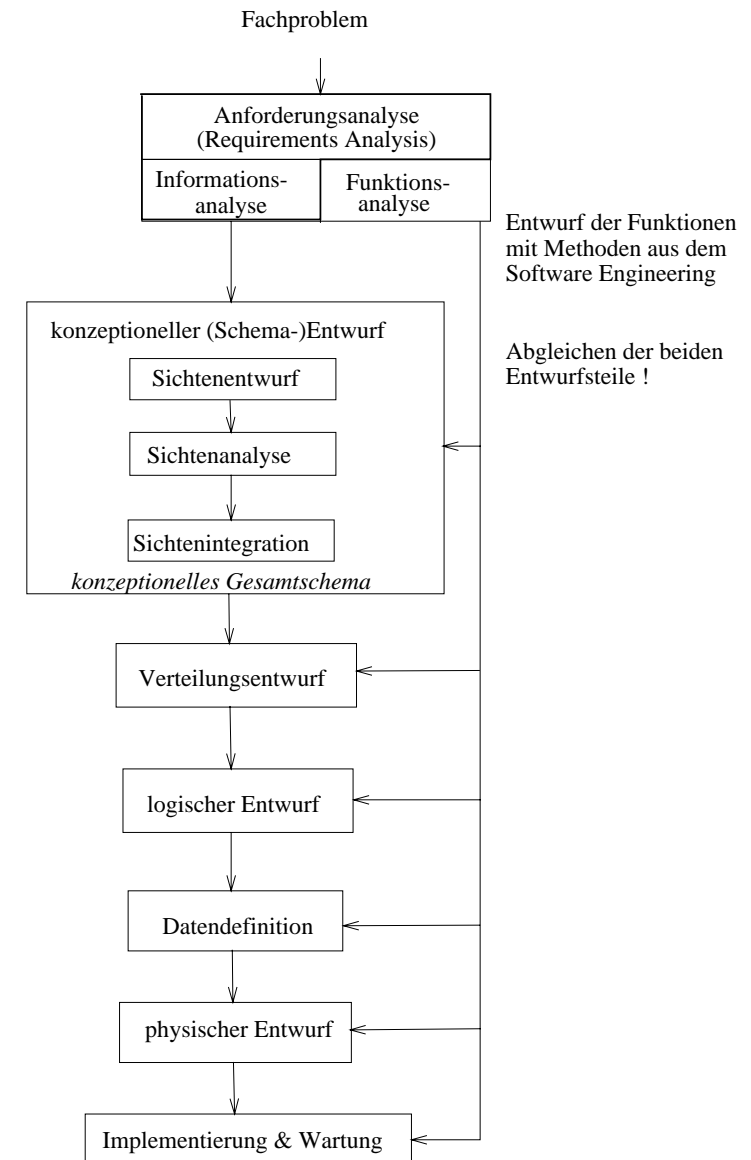 Fachproblem
Anforderungsanalyse
(Requirements Analysis)
Informations-
analyse
Funktions-
analyse
Entwurf der Funktionen
mit Methoden aus dem
Software Engineering
konzeptioneller (Schema-)Entwurf
Abgleichen der beiden
Entwurfsteile !
Sichtenentwurf
Sichtenanalyse
Sichtenintegration
konzeptionelles Gesamtschema
Verteilungsentwurf
logischer Entwurf
Datendefinition
physischer Entwurf
Implementierung & Wartung